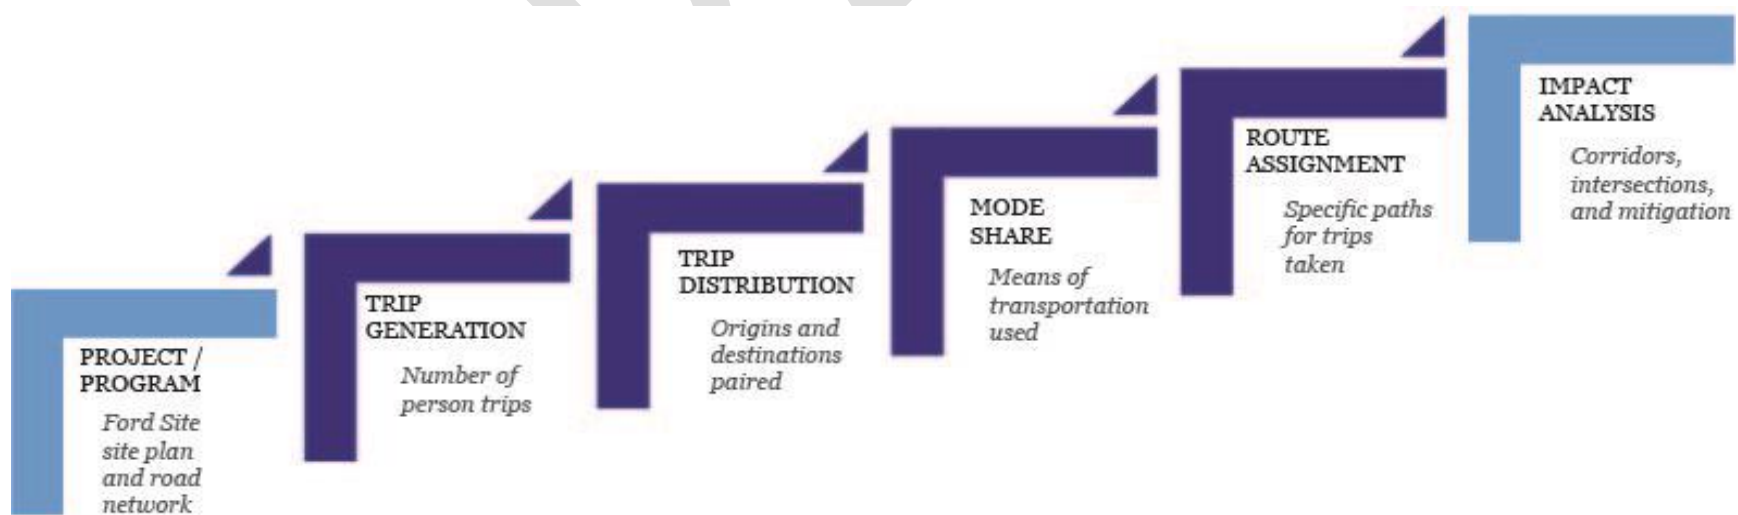 PROJECT /
PROGRAM
Ford Site
site plan
and road
network
TRIP
GENERATION
Number of
person trips
TRIP
DISTRIBUTION
Origins and
destinations
paired
MODE
SHARE
Means of
transportation
used
ROUTE
ASSIGNMENT
Specific paths
for trips
taken
IMPACT
ANALYSIS
Corridors,
intersections,
and mitigation